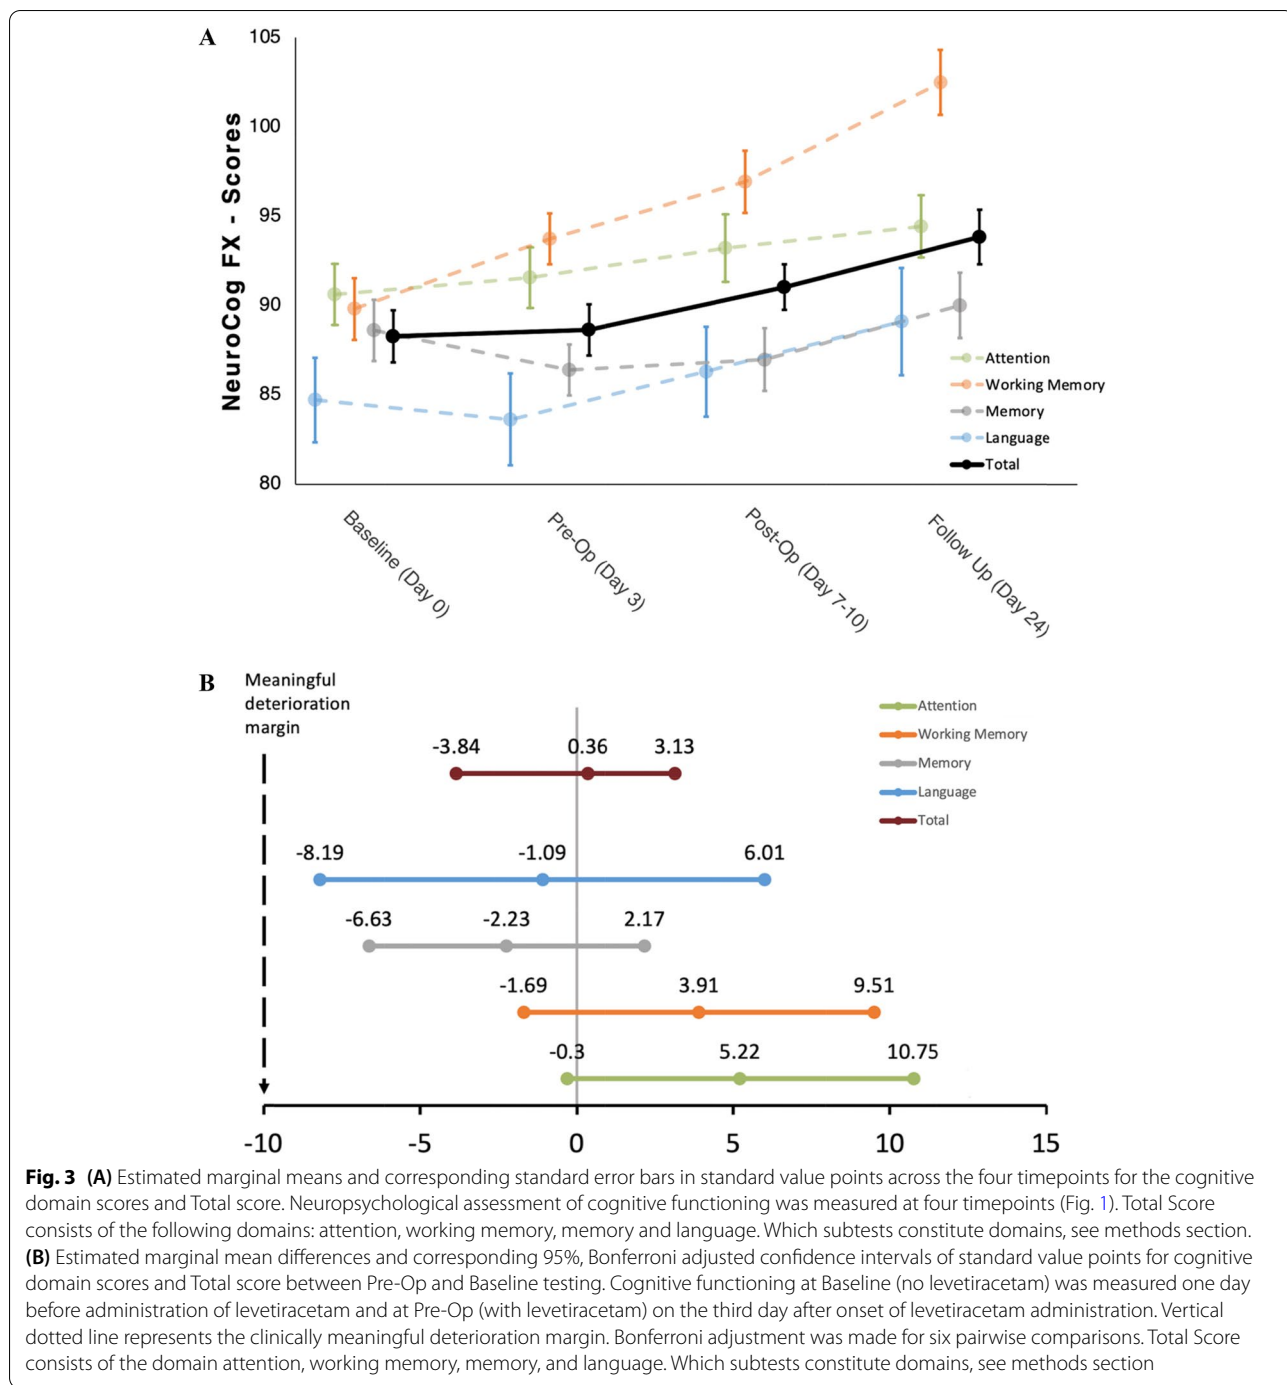 A
105
100
95
90
85
80
NeuroCog FX - Scores
Attention
Working Memory
Memory
Language
Total
Baseline (Day 0)
Pre-Op (Day 3)
Post-Op (Day 7-10)
Follow Up (Day 24)
B
Meaningful
deterioration
margin
Attention
Working Memory
Memory
Language
Total
-3.84 0.36 3.13
-8.19 -1.09 6.01
-6.63 -2.23 2.17
-1.69 3.91 9.51
-0.3 5.22 10.75
-10 -5 0 5 10 15
Fig. 3 (A) Estimated marginal means and corresponding standard error bars in standard value points across the four timepoints for the cognitive
domain scores and Total score. Neuropsychological assessment of cognitive functioning was measured at four timepoints (Fig. 1). Total Score
consists of the following domains: attention, working memory, memory and language. Which subtests constitute domains, see methods section.
(B) Estimated marginal mean differences and corresponding 95%, Bonferroni adjusted confidence intervals of standard value points for cognitive
domain scores and Total score between Pre-Op and Baseline testing. Cognitive functioning at Baseline (no levetiracetam) was measured one day
before administration of levetiracetam and at Pre-Op (with levetiracetam) on the third day after onset of levetiracetam administration. Vertical
dotted line represents the clinically meaningful deterioration margin. Bonferroni adjustment was made for six pairwise comparisons. Total Score
consists of the domain attention, working memory, memory, and language. Which subtests constitute domains, see methods section